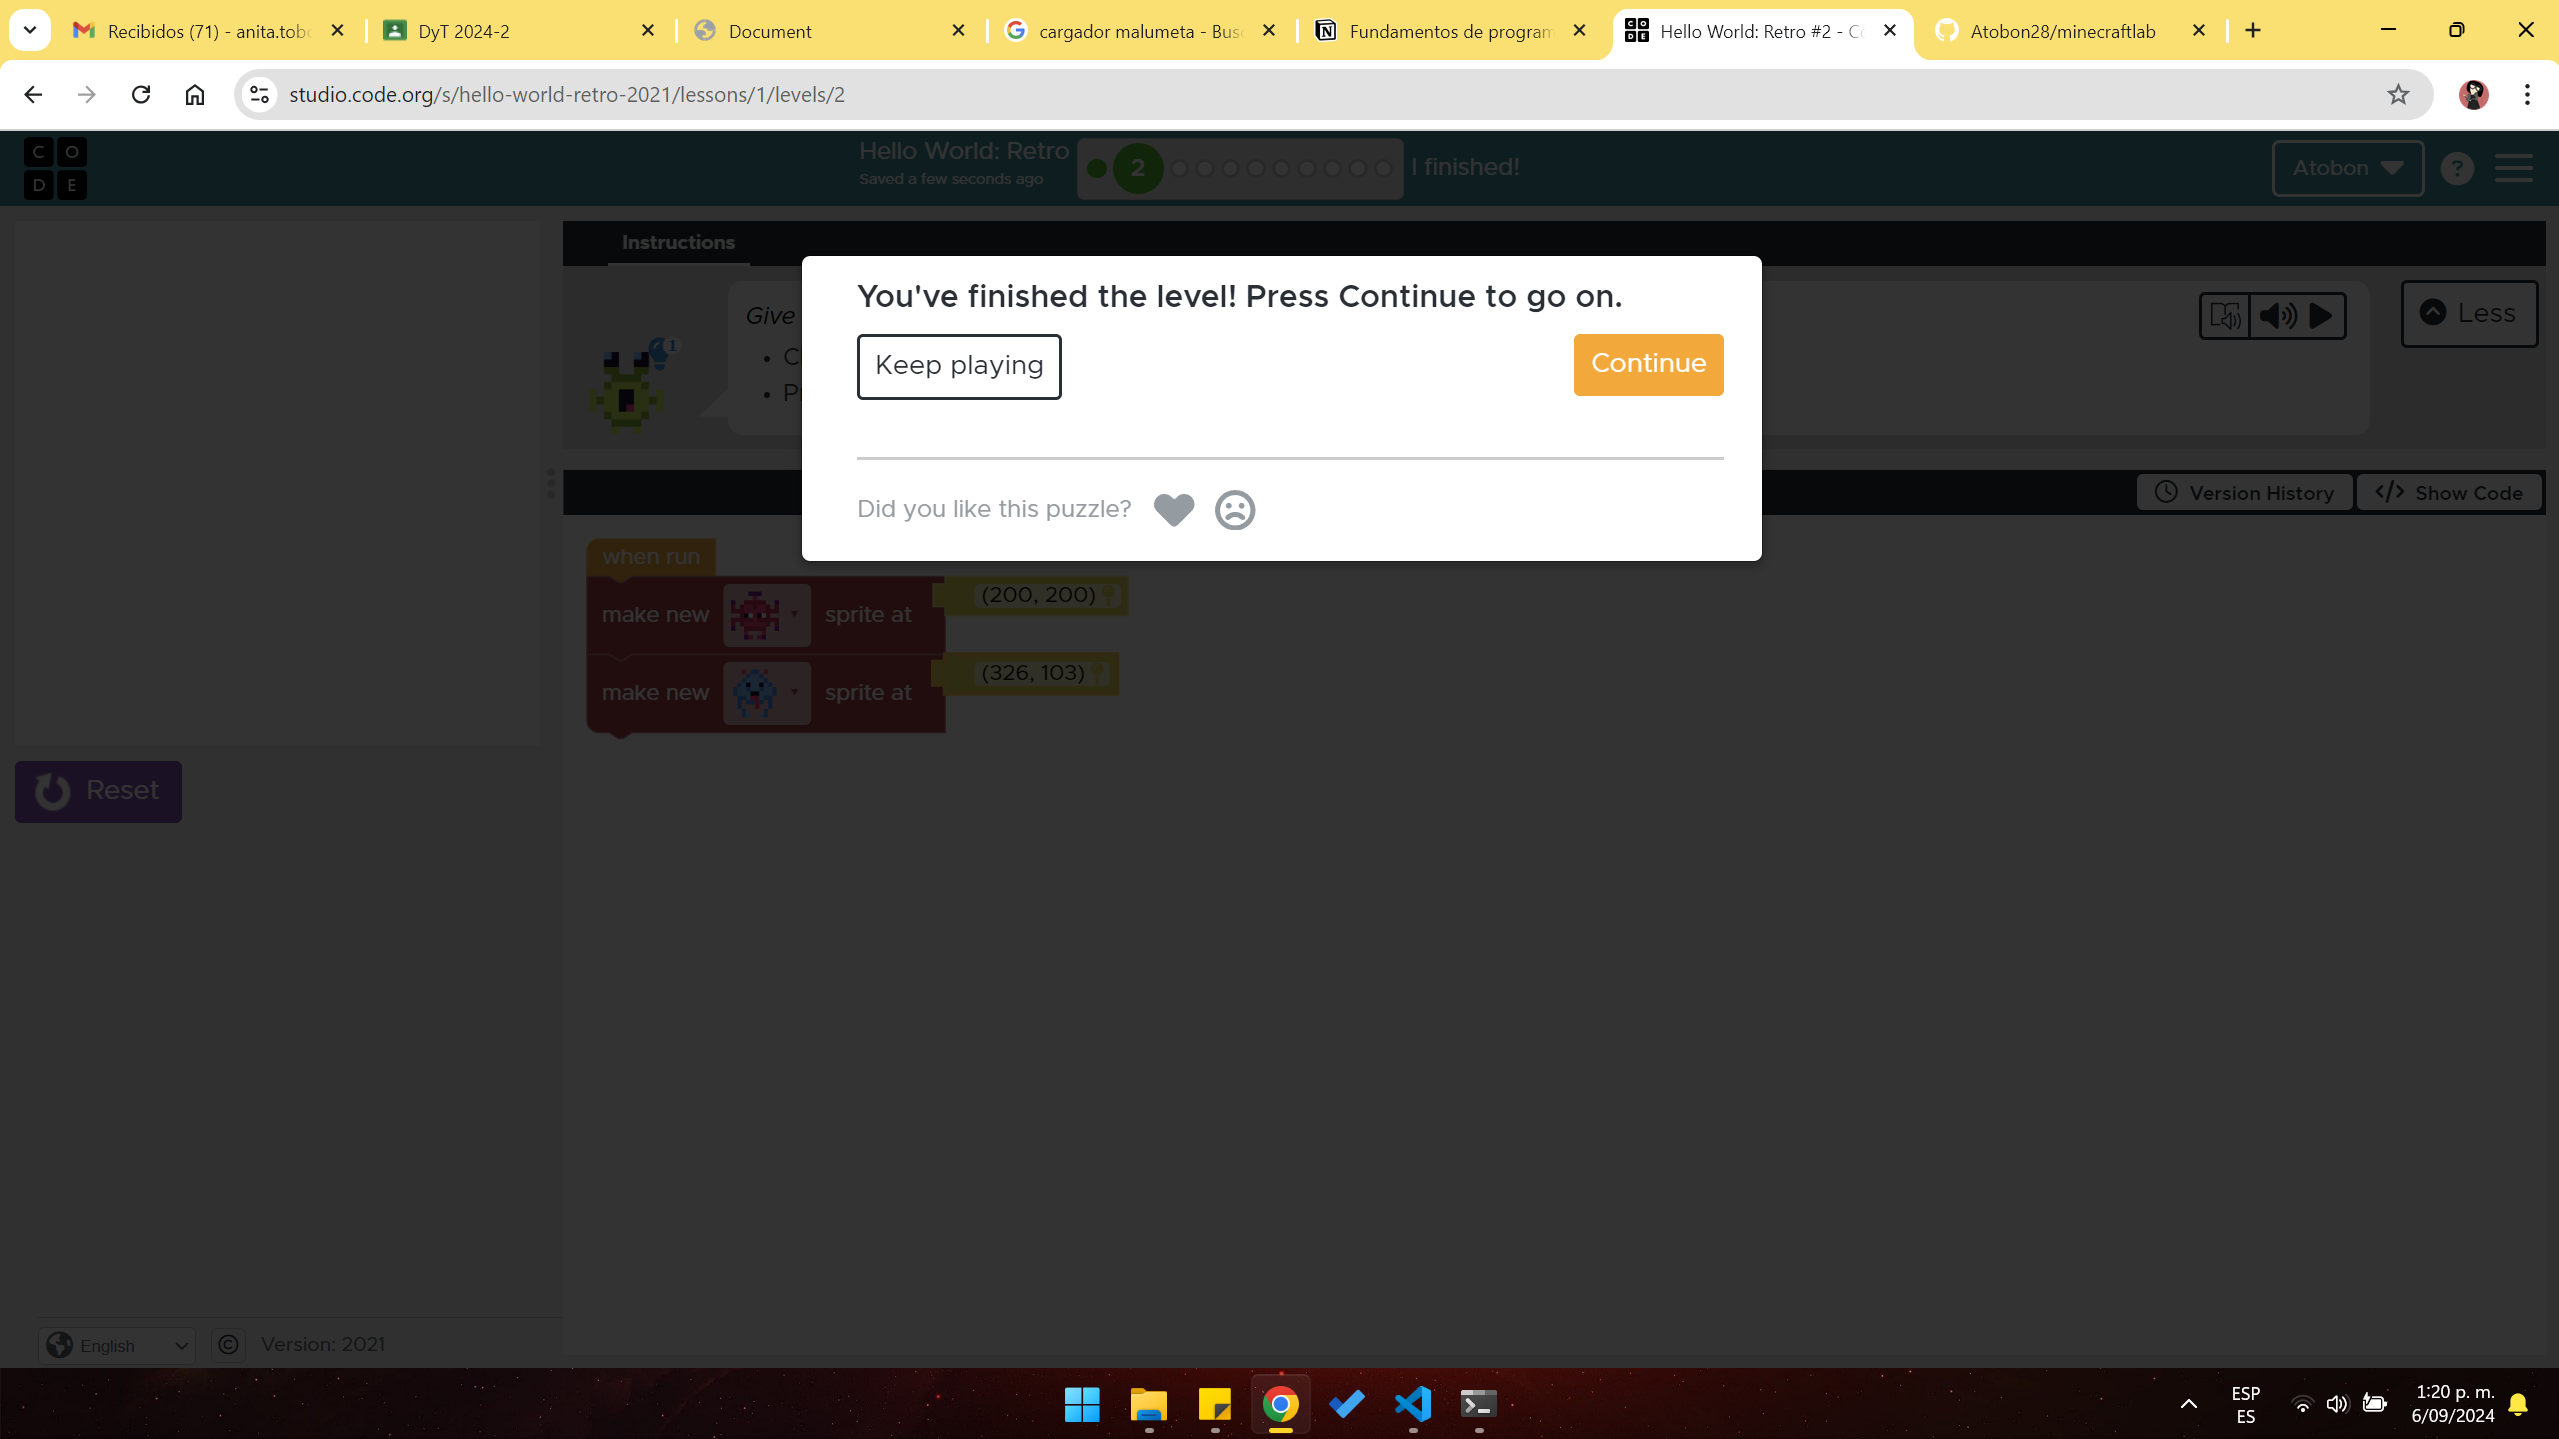 Recibidos (71) - anita.tob
DyT 2024-2
Document
cargador malumeta - Bus
Fundamentos de program
Hello World: Retro #2 - C
Atobon28/minecraftlab
studio.code.org/s/hello-world-retro-2021/lessons/1/levels/2
C O
D E
Hello World: Retro
Saved a few seconds ago
2
I finished!
Atobon
?
Instructions
Give
C
P
1
Less
You've finished the level! Press Continue to go on.
Keep playing
Continue
Did you like this puzzle?
Version History
</> Show Code
when run
make new sprite at (200, 200)
make new sprite at (326, 103)
Reset
English
© Version: 2021
ESP
ES
1:20 p. m.
6/09/2024